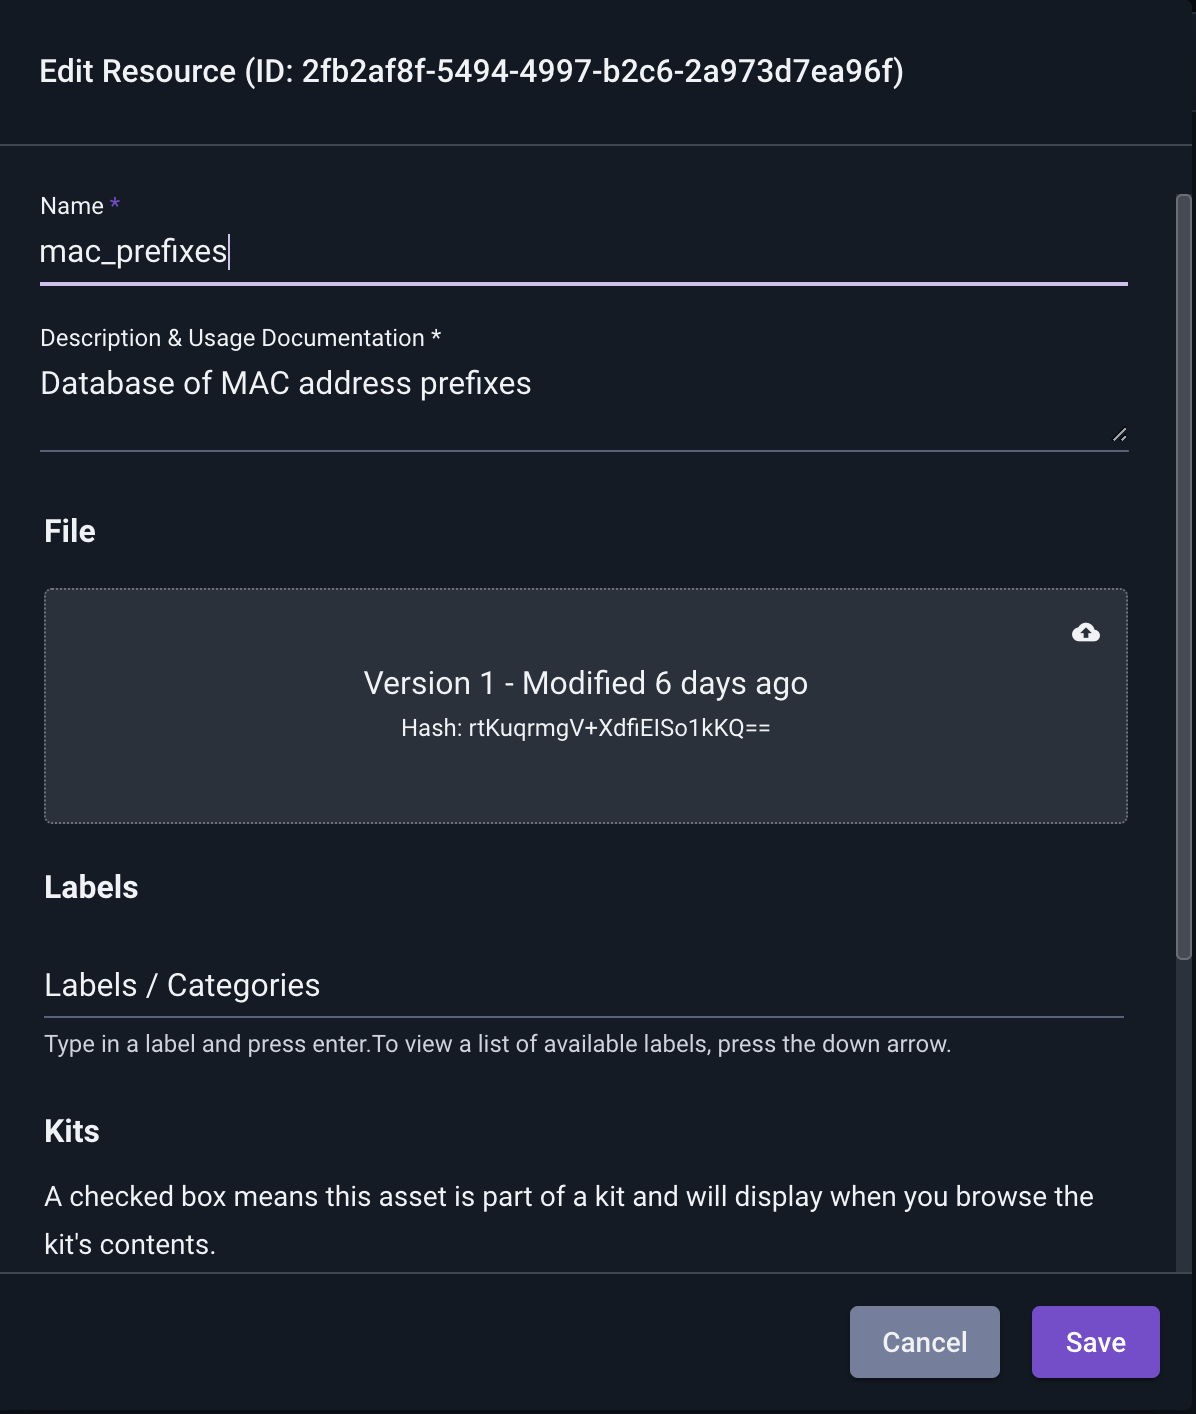 Edit Resource (ID: 2fb2af8f-5494-4997-b2c6-2a973d7ea96f)
Name *
mac_prefixes
Description & Usage Documentation *
Database of MAC address prefixes
File
Version 1 - Modified 6 days ago
Hash: rtKuqrmgV+XdfiEISo1kKQ==
Labels
Labels / Categories
Type in a label and press enter.To view a list of available labels, press the down arrow.
Kits
A checked box means this asset is part of a kit and will display when you browse the
kit's contents.
Cancel
Save